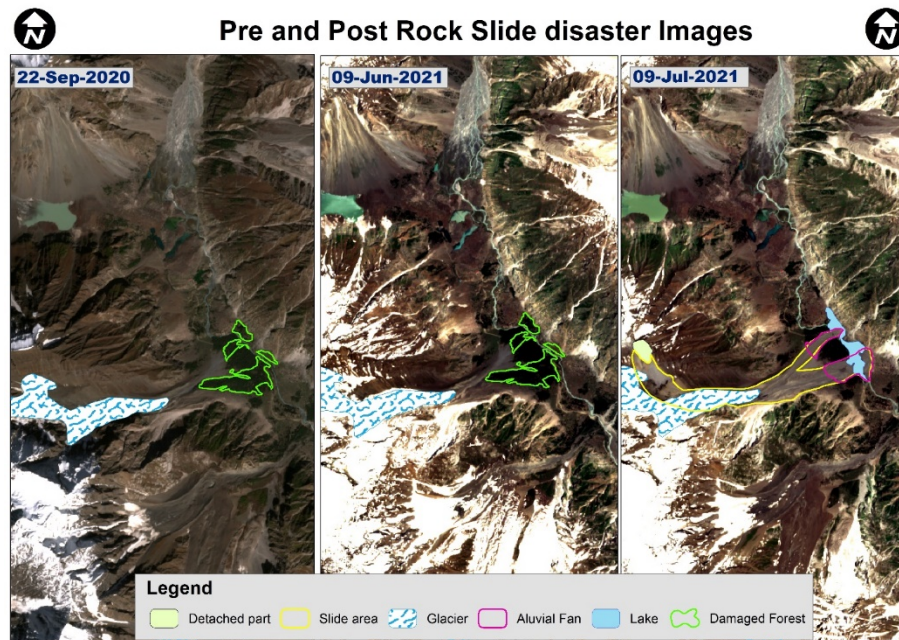 N
Pre and Post Rock Slide disaster Images
N
22-Sep-2020
09-Jun-2021
09-Jul-2021
Legend
Detached part
Slide area
Glacier
Aluvial Fan
Lake
Damaged Forest